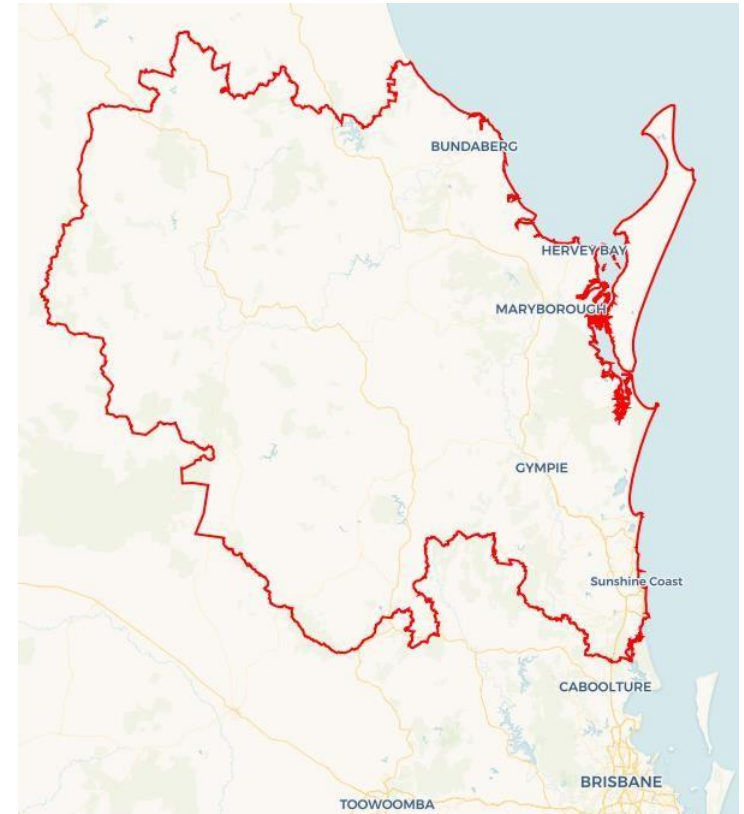 BUNDABERG
HERVEY BAY
MARYBOROUGH
GYMPIE
Sunshine Coast
CABOOLTURE
BRISBANE
TOOWOOMBA